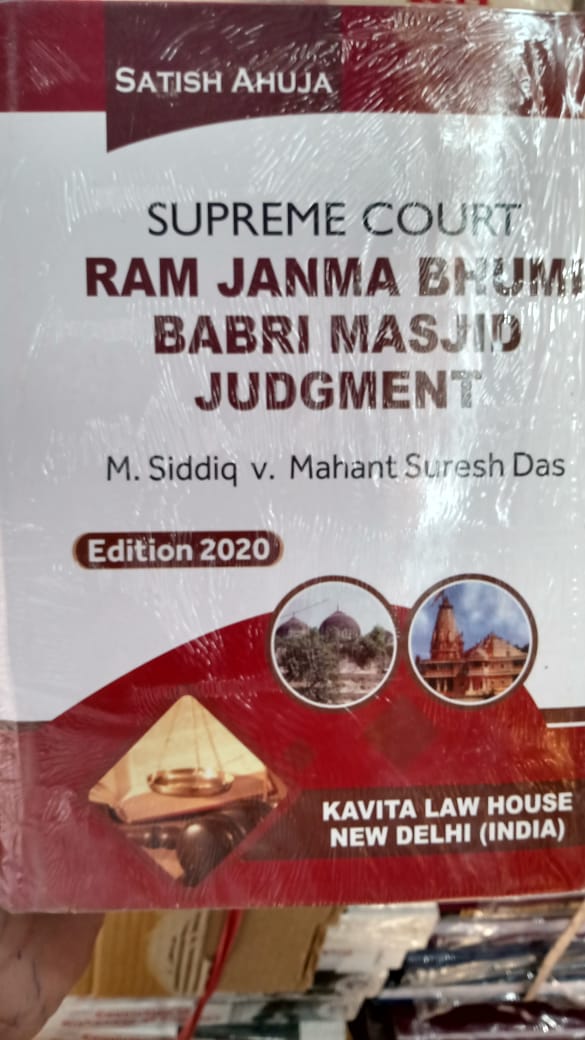 SATISH AHUJA
SUPREME COURT
RAM JANMA BHUMI
BABRI MASJID
JUDGMENT
M. Siddiq v. Mahant Suresh Das
Edition 2020
KAVITA LAW HOUSE
NEW DELHI (INDIA)